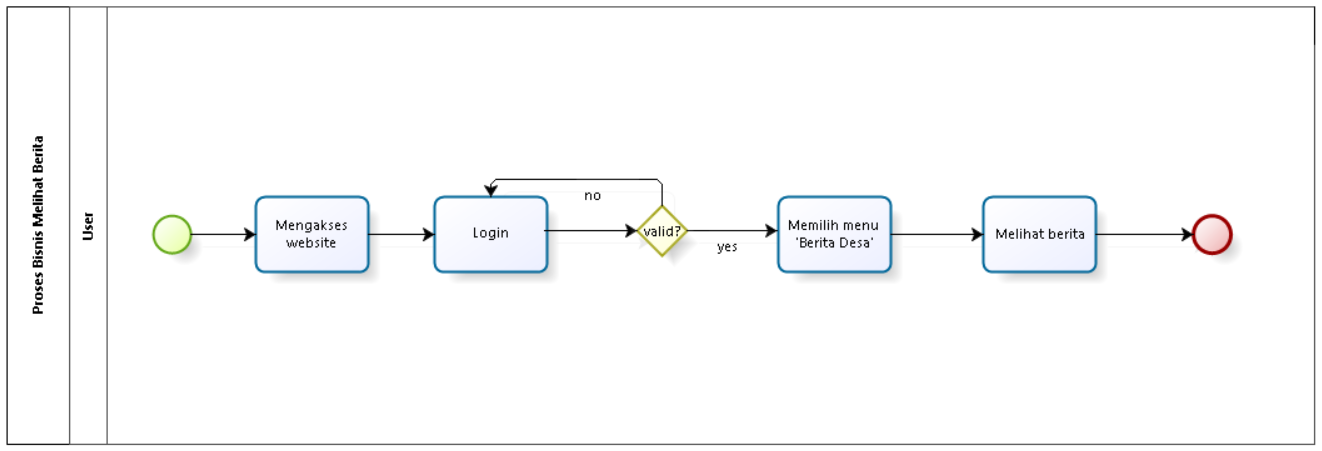 Proses Bisnis Melihat Berita
User
Mengakses
website
Login
no
valid?
yes
Memilih menu
'Berita Desa'
Melihat berita